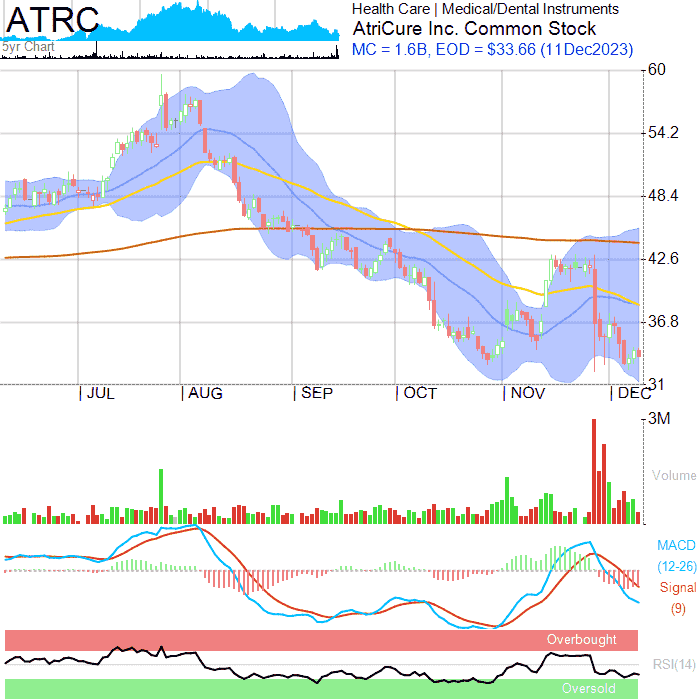 ATRC
5yr Chart
Health Care | Medical/Dental Instruments
AtriCure Inc. Common Stock
MC = 1.6B, EOD = $33.66 (11Dec2023)
60
54.2
48.4
42.6
36.8
31
JUL
AUG
SEP
OCT
NOV
DEC
3M
Volume
MACD
(12-26)
Signal
(9)
Overbought
RSI(14)
Oversold